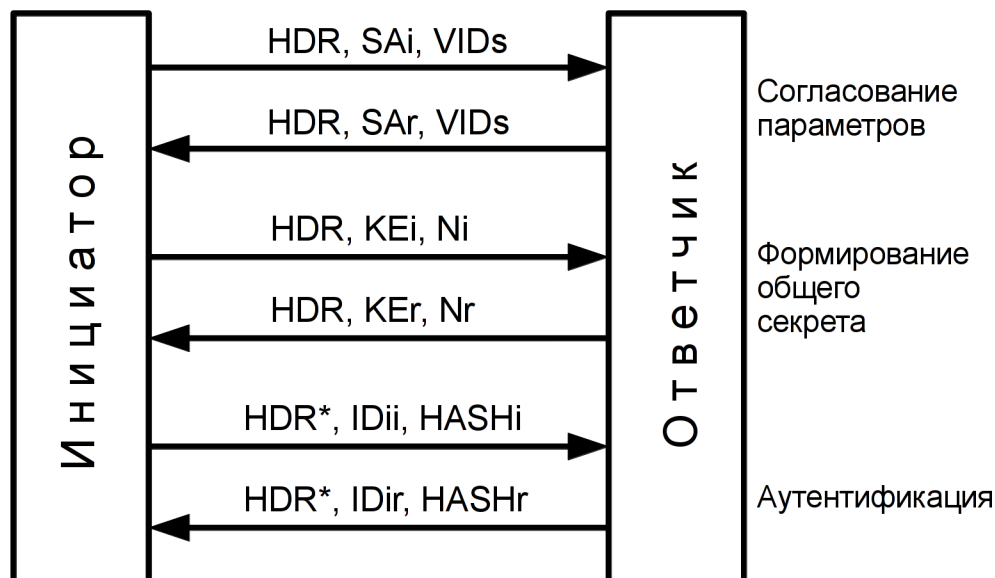 HDR, SAi, VIDs
Согласование
параметров
HDR, SAr, VIDs
Инициатор
Ответчик
HDR, KEi, Ni
Формирование
общего
секрета
HDR, KEr, Nr
HDR*, IDii, HASHi
HDR*, IDir, HASHr
Аутентификация